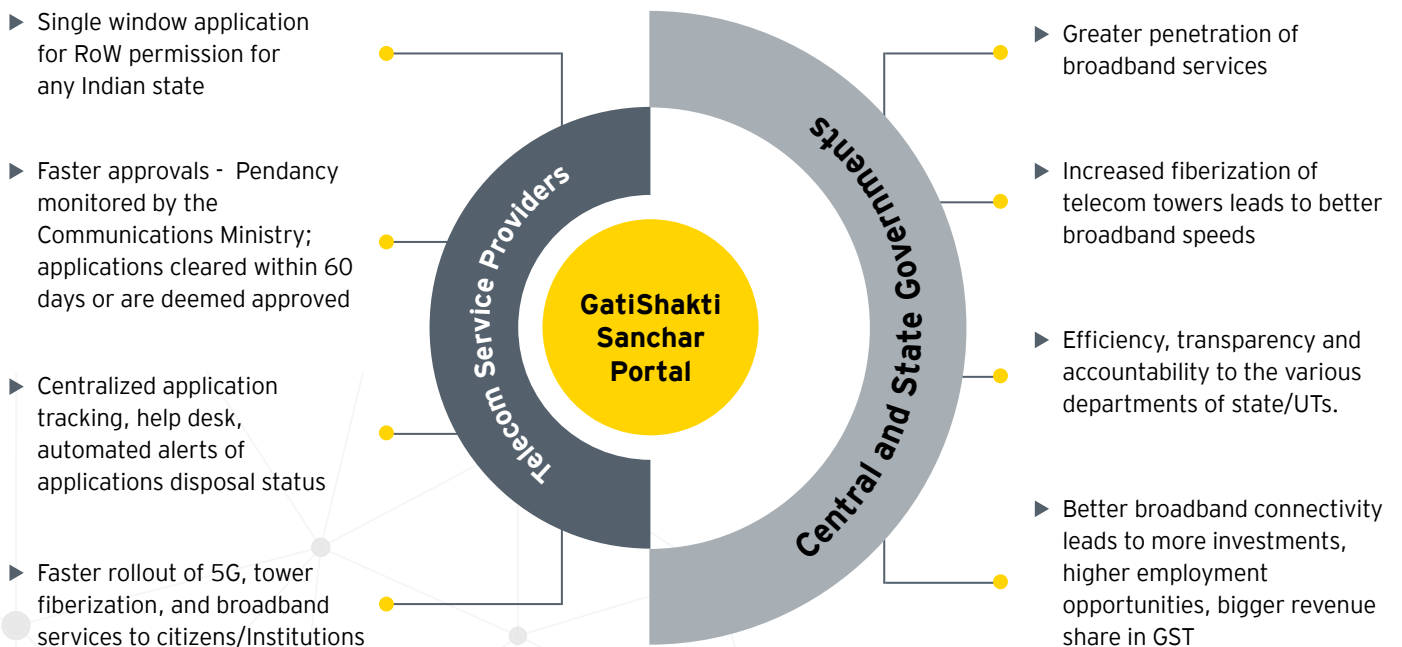 Single window application
for RoW permission for
any Indian state
Faster approvals - Pendancy
monitored by the
Communications Ministry;
applications cleared within 60
days or are deemed approved
Centralized application
tracking, help desk,
automated alerts of
applications disposal status
Faster rollout of 5G, tower
fiberization, and broadband
services to citizens/Institutions
Telecom Service Providers
GatiShakti
Sanchar
Portal
Central and State Governments
Greater penetration of
broadband services
Increased fiberization of
telecom towers leads to better
broadband speeds
Efficiency, transparency and
accountability to the various
departments of state/UTs.
Better broadband connectivity
leads to more investments,
higher employment
opportunities, bigger revenue
share in GST